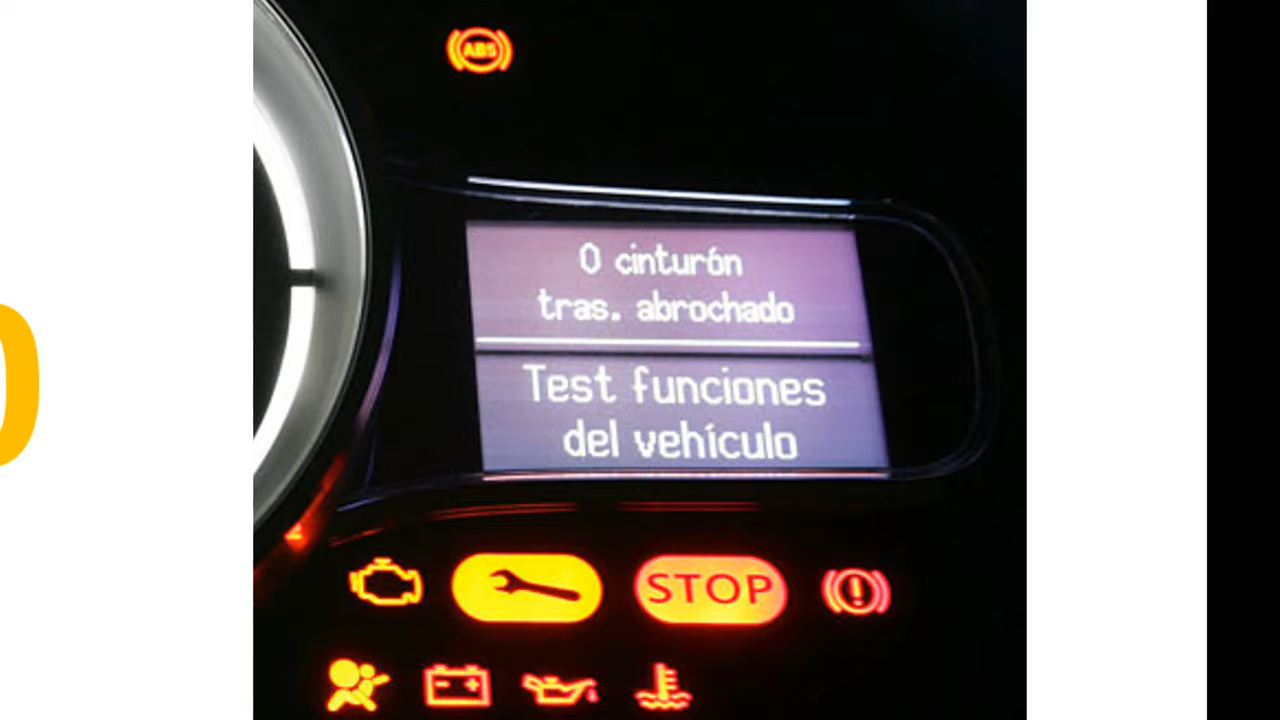 ABS
0 cinturón
tras. abrochado
Test funciones
del vehículo
STOP